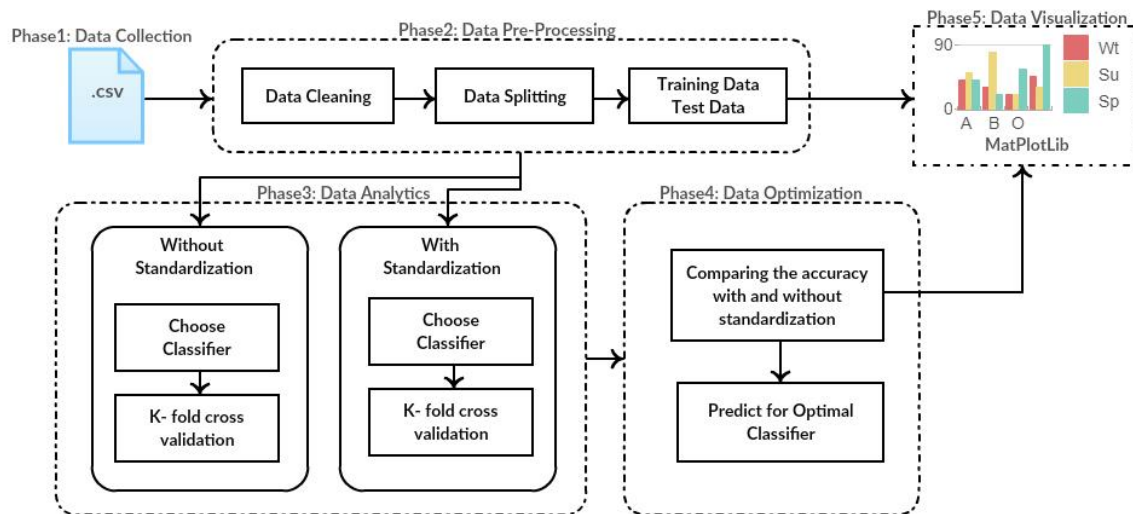 Phase1: Data Collection
.csv
Phase2: Data Pre-Processing
Data Cleaning
Data Splitting
Training Data
Test Data
Phase5: Data Visualization
90
0
A B O
Wt
Su
Sp
MatPlotLib
Phase3: Data Analytics
Without
Standardization
Choose
Classifier
K- fold cross
validation
With
Standardization
Choose
Classifier
K- fold cross
validation
Phase4: Data Optimization
Comparing the accuracy
with and without
standardization
Predict for Optimal
Classifier